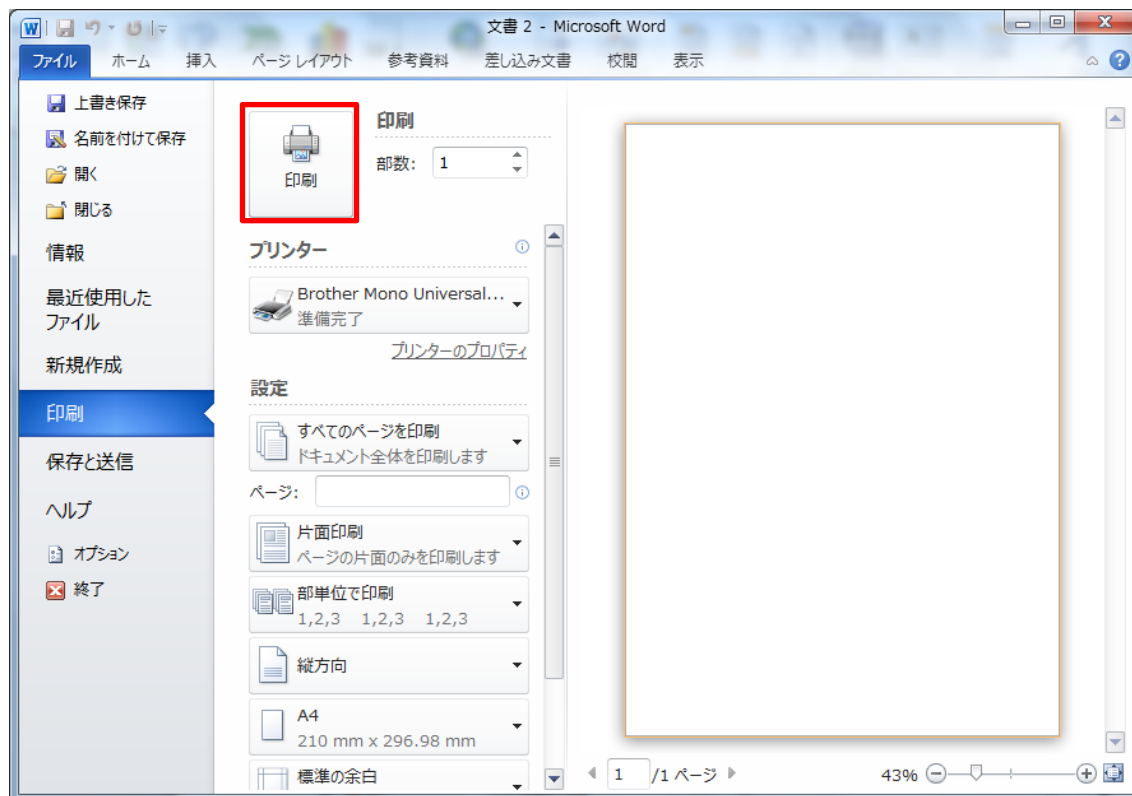 文書 2 - Microsoft Word
ファイル ホーム 挿入 ページ レイアウト 参考資料 差し込み文書 校閲 表示
上書き保存
名前を付けて保存
開く
閉じる
情報
最近使用した
ファイル
新規作成
印刷
保存と送信
ヘルプ
オプション
終了
印刷
印刷
部数: 1
プリンター
Brother Mono Universal...
準備完了
プリンターのプロパティ
設定
すべてのページを印刷
ドキュメント全体を印刷します
ページ:
片面印刷
ページの片面のみを印刷します
部単位で印刷
1,2,3 1,2,3 1,2,3
縦方向
A4
210 mm x 296.98 mm
標準の余白
1 /1 ページ
43%